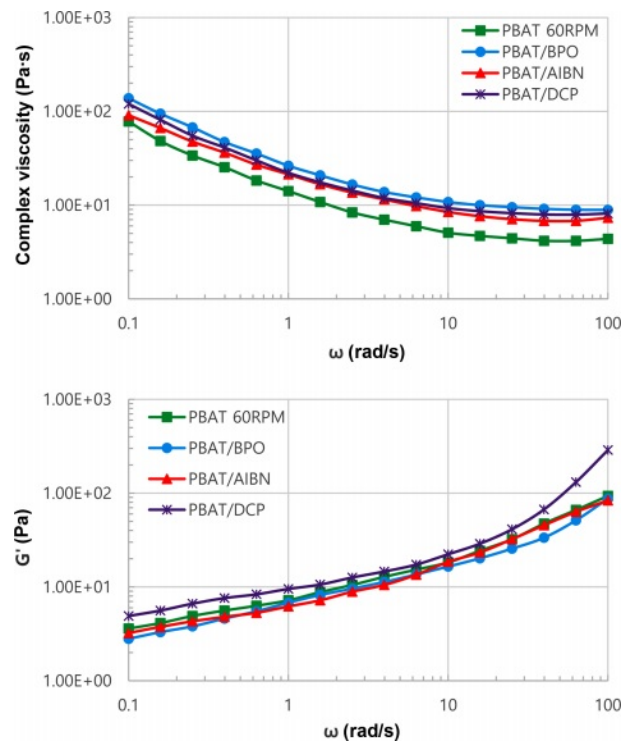 Complex viscosity (Pa·s)
1.00E+03
1.00E+02
1.00E+01
1.00E+00
PBAT 60RPM
PBAT/BPO
PBAT/AIBN
PBAT/DCP
0.1
1
10
100
ω (rad/s)
G' (Pa)
1.00E+03
1.00E+02
1.00E+01
1.00E+00
PBAT 60RPM
PBAT/BPO
PBAT/AIBN
PBAT/DCP
0.1
1
10
100
ω (rad/s)